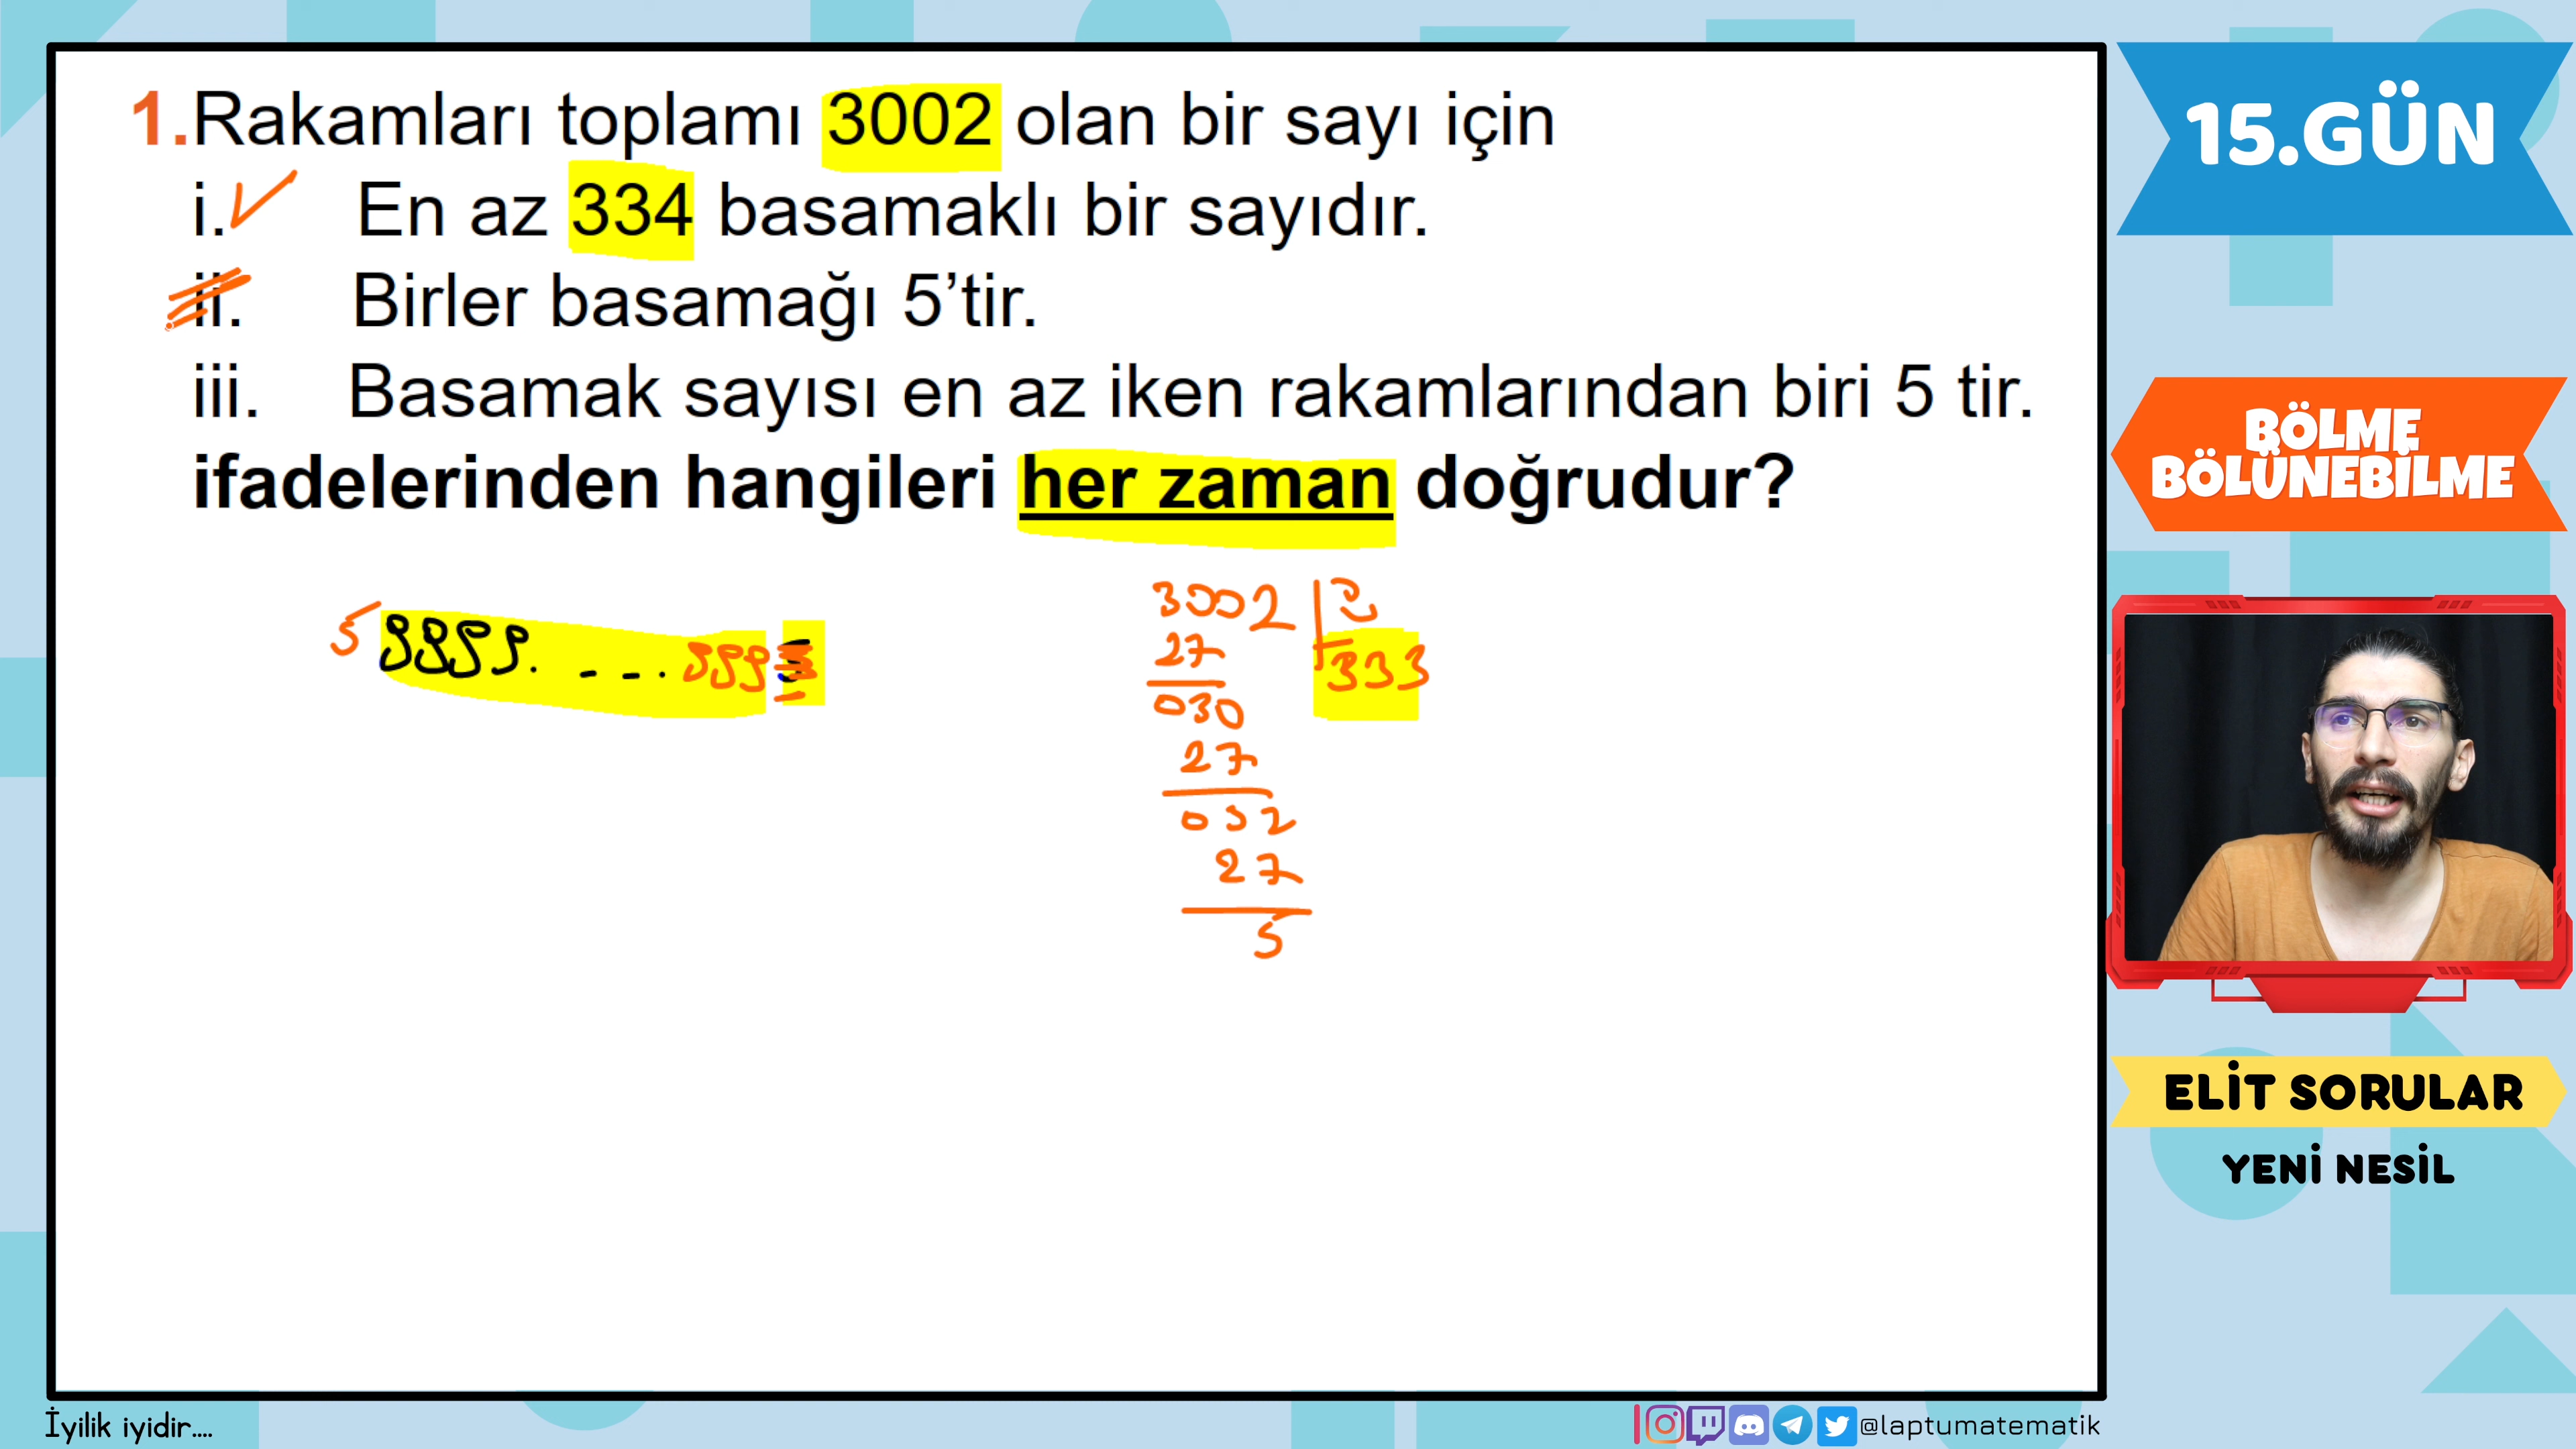 1.Rakamları toplamı 3002 olan bir sayı için
i. En az 334 basamaklı bir sayıdır.
ii. Birler basamağı 5'tir.
iii. Basamak sayısı en az iken rakamlarından biri 5 tir.
ifadelerinden hangileri her zaman doğrudur?
5 9999. _ _ . 999
3002 9
27 333
030
27
032
27
5
15.GÜN
BÖLME
BÖLÜNEBİLME
ELİT SORULAR
YENİ NESİL
İyilik iyidir....
@laptumatematik